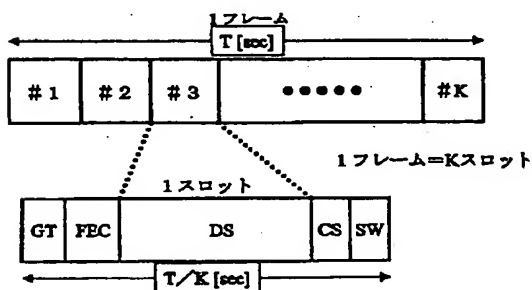 1フレーム
T[sec]
#1 #2 #3 ●●●●● #K
1フレーム=Kスロット
1スロット
GT FEC DS CS SW
T/K[sec]